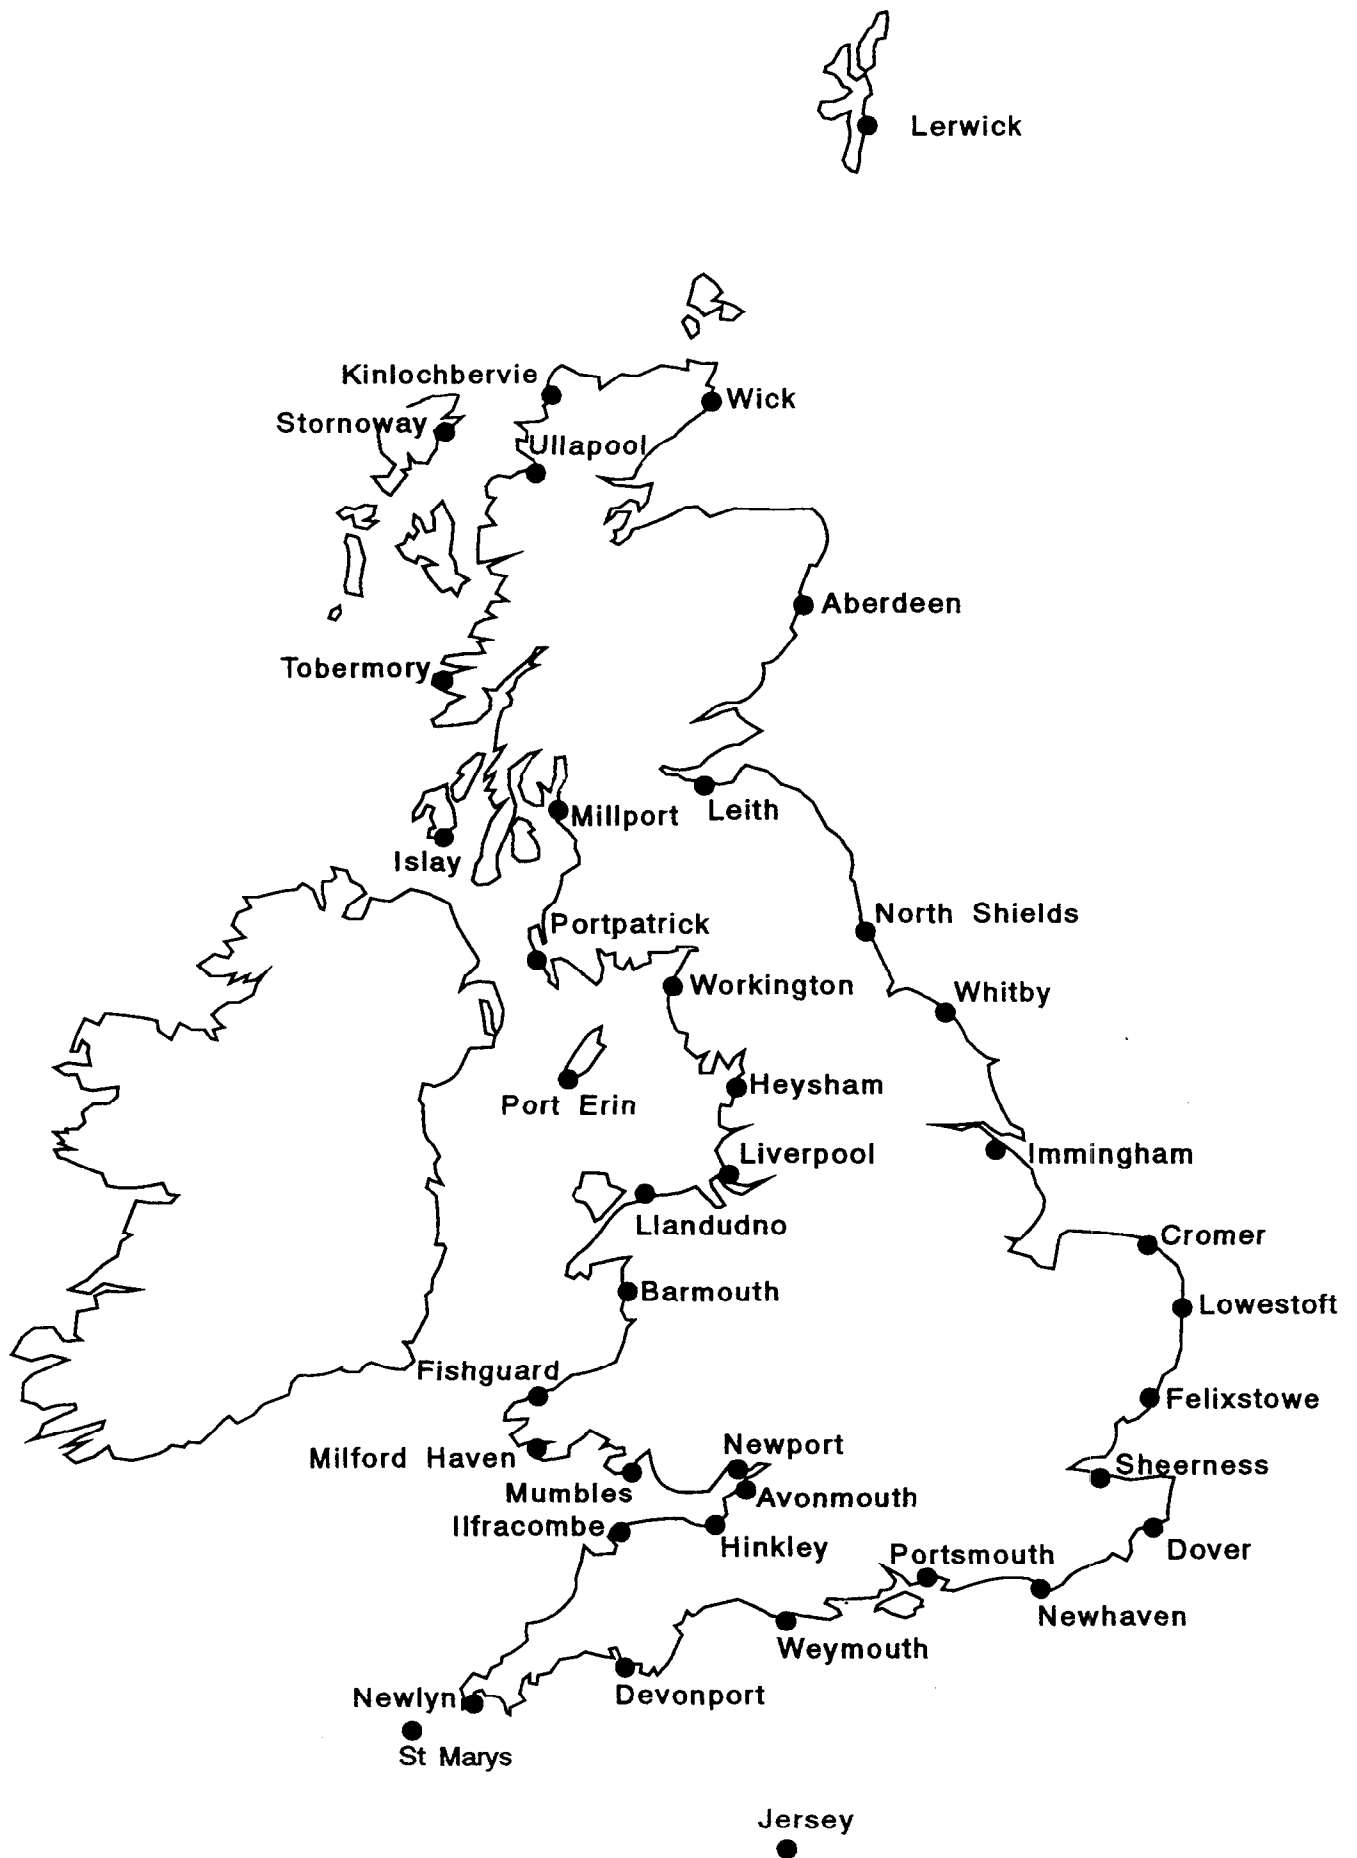 Lerwick
Kinlochbervie
Wick
Stornoway
Ullapool
Aberdeen
Tobermory
Leith
Millport
Islay
North Shields
Portpatrick
Workington
Whitby
Heysham
Port Erin
Liverpool
Immingham
Llandudno
Cromer
Barmouth
Lowestoft
Fishguard
Felixstowe
Newport
Milford Haven
Sheerness
Mumbles
Avonmouth
Ilfracombe
Hinkley
Portsmouth
Dover
Newhaven
Weymouth
Devonport
Newlyn
St Marys
Jersey